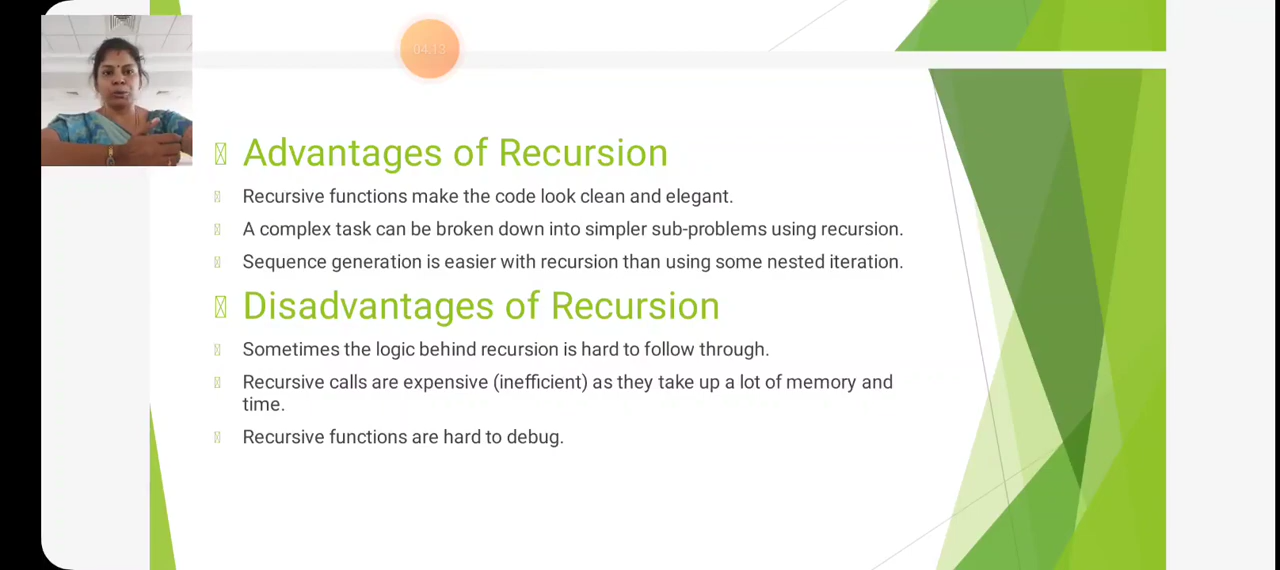 04:13
Advantages of Recursion
Recursive functions make the code look clean and elegant.
A complex task can be broken down into simpler sub-problems using recursion.
Sequence generation is easier with recursion than using some nested iteration.
Disadvantages of Recursion
Sometimes the logic behind recursion is hard to follow through.
Recursive calls are expensive (inefficient) as they take up a lot of memory and
time.
Recursive functions are hard to debug.